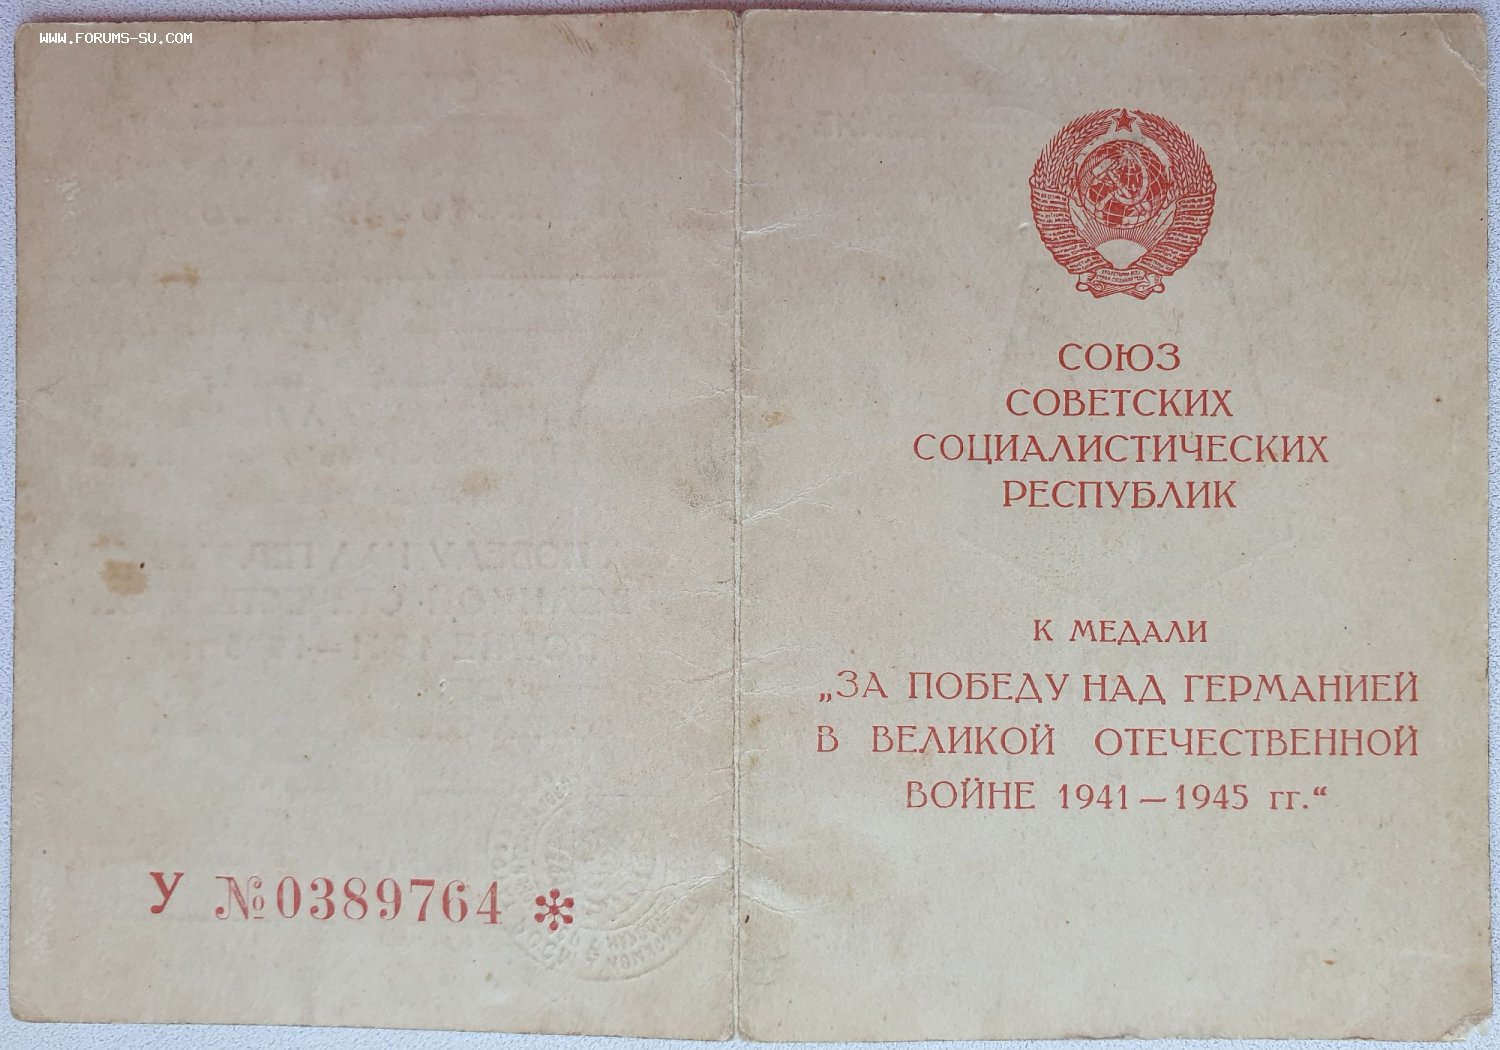 WWW.FORUMS-SU.COM
СОЮЗ
СОВЕТСКИХ
СОЦИАЛИСТИЧЕСКИХ
РЕСПУБЛИК
К МЕДАЛИ
„ЗА ПОБЕДУ НАД ГЕРМАНИЕЙ
В ВЕЛИКОЙ ОТЕЧЕСТВЕННОЙ
ВОЙНЕ 1941—1945 гг.“
У №0389764 *